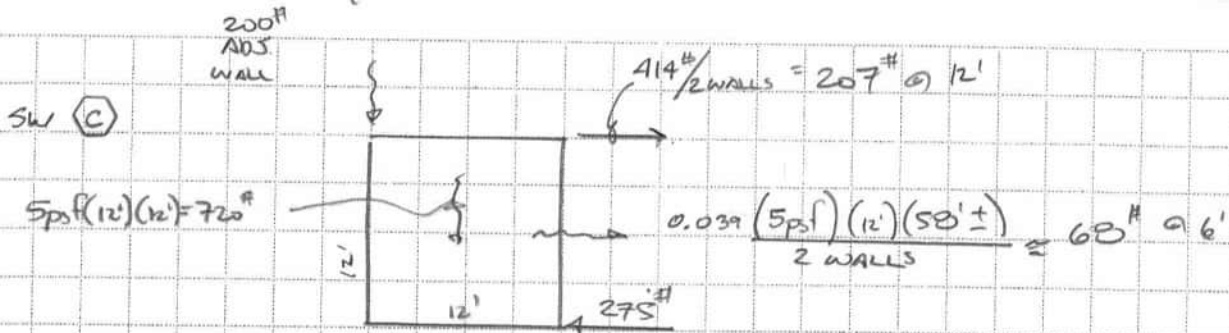 200#
ADJ.
WALL
414#/2 WALLS = 207# @ 12'
SW C
5psf(12')(12')=720#
0.039 (5psf)(12')(58'±) ≈ 68# @ 6'
2 WALLS
12'
12'
275#